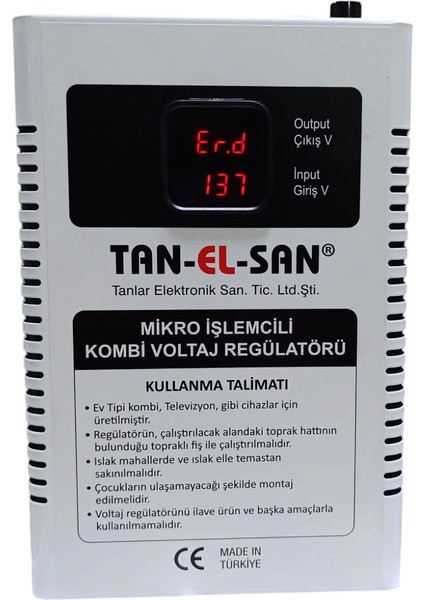 Er.d
Output
Çıkış V
137
İnput
Giriş V
TAN-EL-SAN®
Tanlar Elektronik San. Tic. Ltd.Şti.
MİKRO İŞLEMCİLİ
KOMBİ VOLTAJ REGÜLATÖRÜ
KULLANMA TALİMATI
• Ev Tipi kombi, Televizyon, gibi cihazlar için
üretilmiştir.
• Regülatörün, çalıştırılacak alandaki toprak hattının
bulunduğu topraklı fiş ile çalıştırılmalıdır.
• Islak mahallerde ve ıslak elle temastan
sakınılmalıdır.
• Çocukların ulaşamayacağı şekilde montaj
edilmelidir.
• Voltaj regülatörünü ilave ürün ve başka amaçlarla
kullanılmamalıdır.
CE
MADE IN
TÜRKİYE